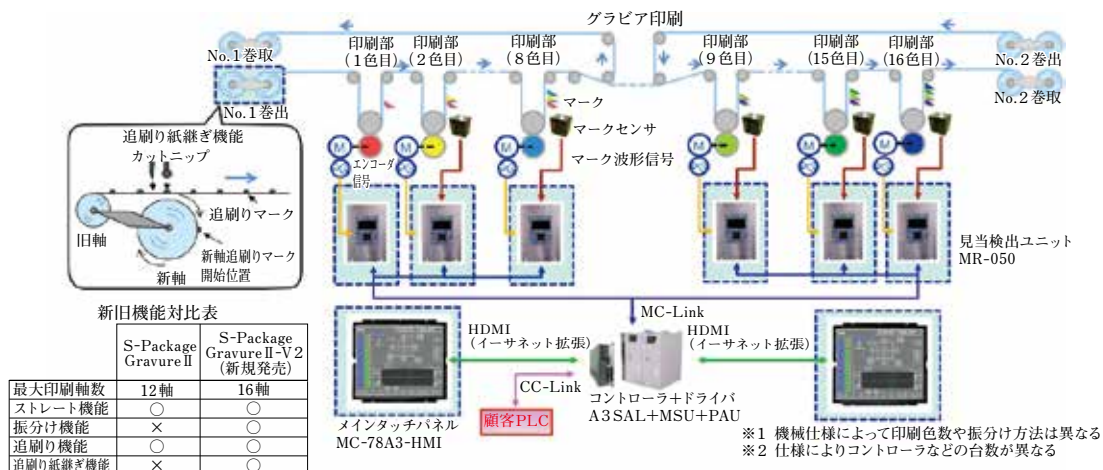 グラビア印刷
No.1巻取
No.1巻出
印刷部
(1色目)
印刷部
(2色目)
印刷部
(8色目)
印刷部
(9色目)
印刷部
(15色目)
印刷部
(16色目)
No.2巻出
No.2巻取
マーク
マークセンサ
マーク波形信号
M
M
M
M
M
M
エンコーダ
信号
追刷り紙継ぎ機能
カットニップ
追刷りマーク
旧軸
新軸追刷りマーク
開始位置
新軸
見当検出ユニット
MR-050
MC-Link
HDMI
(イーサネット拡張)
HDMI
(イーサネット拡張)
CC-Link
顧客PLC
コントローラ+ドライバ
A3SAL+MSU+PAU
メインタッチパネル
MC-78A3-HMI
※1 機械仕様によって印刷色数や振分け方法は異なる
※2 仕様によりコントローラなどの台数が異なる
新旧機能対比表
S-Package
GravureⅡ
S-Package
GravureⅡ-V2
(新規発売)
最大印刷軸数 12軸 16軸
ストレート機能 ○ ○
振分け機能 × ○
追刷り機能 ○ ○
追刷り紙継ぎ機能 × ○